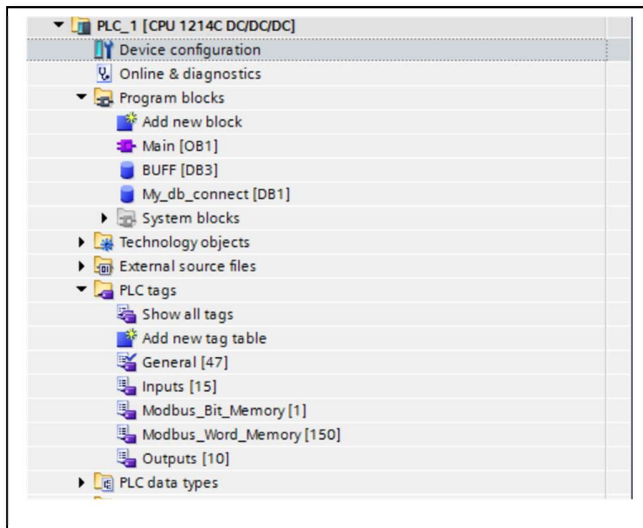 PLC_1 [CPU 1214C DC/DC/DC]
Device configuration
Online & diagnostics
Program blocks
Add new block
Main [OB1]
BUFF [DB3]
My_db_connect [DB1]
System blocks
Technology objects
External source files
PLC tags
Show all tags
Add new tag table
General [47]
Inputs [15]
Modbus_Bit_Memory [1]
Modbus_Word_Memory [150]
Outputs [10]
PLC data types